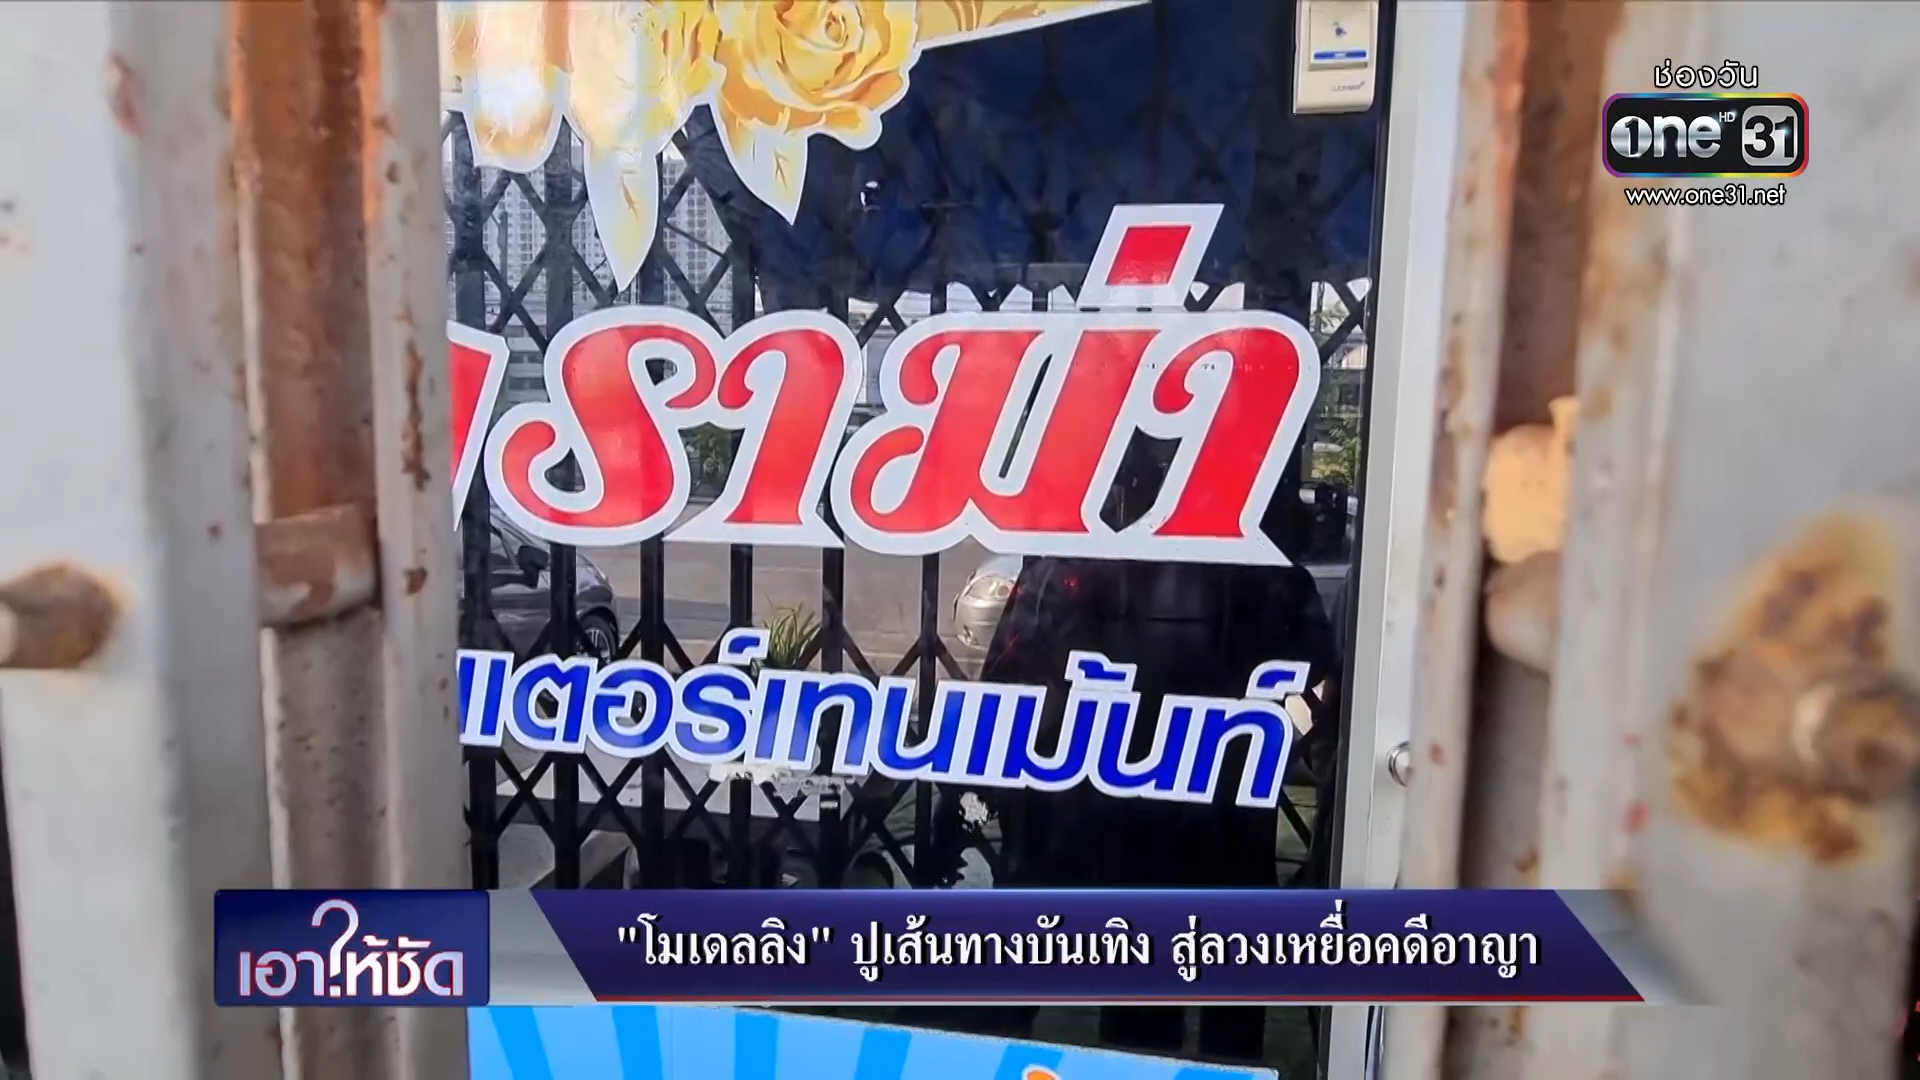 ช่องวัน
one HD 31
www.one31.net
ราม่า
แตอร์เทนเม้นท์
เอาให้ชัด
"โมเดลลิง" ปูเส้นทางบันเทิง สู่ลวงเหยื่อคดีอาญา